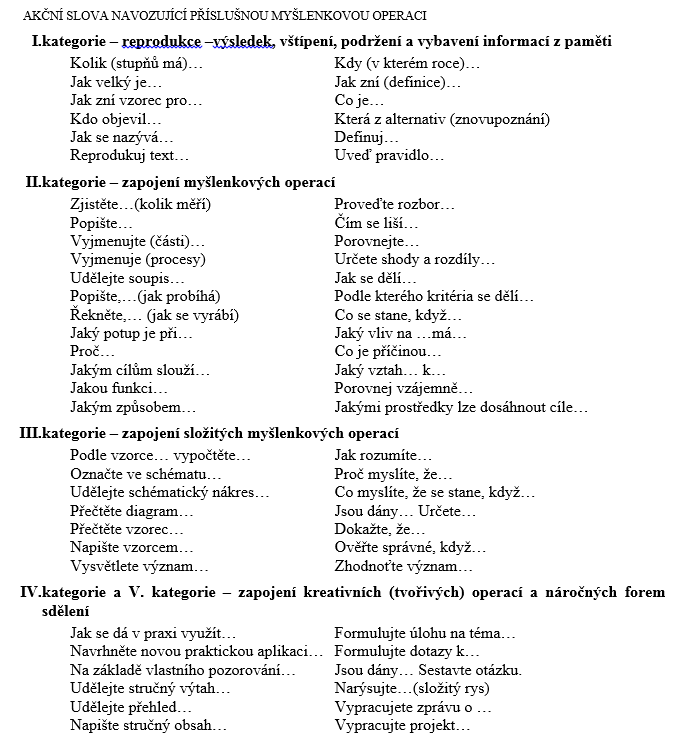 AKČNÍ SLOVA NAVOZUJÍCÍ PŘÍSLUŠNOU MYŠLENKOVOU OPERACI
I.kategorie – reprodukce –výsledek, vštípení, podržení a vybavení informací z paměti
Kolik (stupňů má)… Kdy (v kterém roce)…
Jak velký je… Jak zní (definice)…
Jak zní vzorec pro… Co je…
Kdo objevil… Která z alternativ (znovupoznání)
Jak se nazývá… Definuj…
Reprodukuj text… Uveď pravidlo…
II.kategorie – zapojení myšlenkových operací
Zjistěte…(kolik měří) Proveďte rozbor…
Popište… Čím se liší…
Vyjmenujte (části)… Porovnejte…
Vyjmenuje (procesy) Určete shody a rozdíly…
Udělejte soupis… Jak se dělí…
Popište,…(jak probíhá) Podle kterého kritéria se dělí…
Řekněte,… (jak se vyrábí) Co se stane, když…
Jaký potup je při… Jaký vliv na …má…
Proč… Co je příčinou…
Jakým cílům slouží… Jaký vztah… k…
Jakou funkci… Porovnej vzájemně…
Jakým způsobem… Jakými prostředky lze dosáhnout cíle…
III.kategorie – zapojení složitých myšlenkových operací
Podle vzorce… vypočtěte… Jak rozumíte…
Označte ve schématu… Proč myslíte, že…
Udělejte schématický nákres… Co myslíte, že se stane, když…
Přečtěte diagram… Jsou dány… Určete…
Přečtěte vzorec… Dokažte, že…
Napište vzorcem… Ověřte správné, když…
Vysvětlete význam… Zhodnoťte význam…
IV.kategorie a V. kategorie – zapojení kreativních (tvořivých) operací a náročných forem
sdělení
Jak se dá v praxi využít… Formulujte úlohu na téma…
Navrhněte novou praktickou aplikaci… Formulujte dotazy k…
Na základě vlastního pozorování… Jsou dány… Sestavte otázku.
Udělejte stručný výtah… Narýsujte…(složitý rys)
Udělejte přehled… Vypracujete zprávu o …
Napište stručný obsah… Vypracujte projekt…